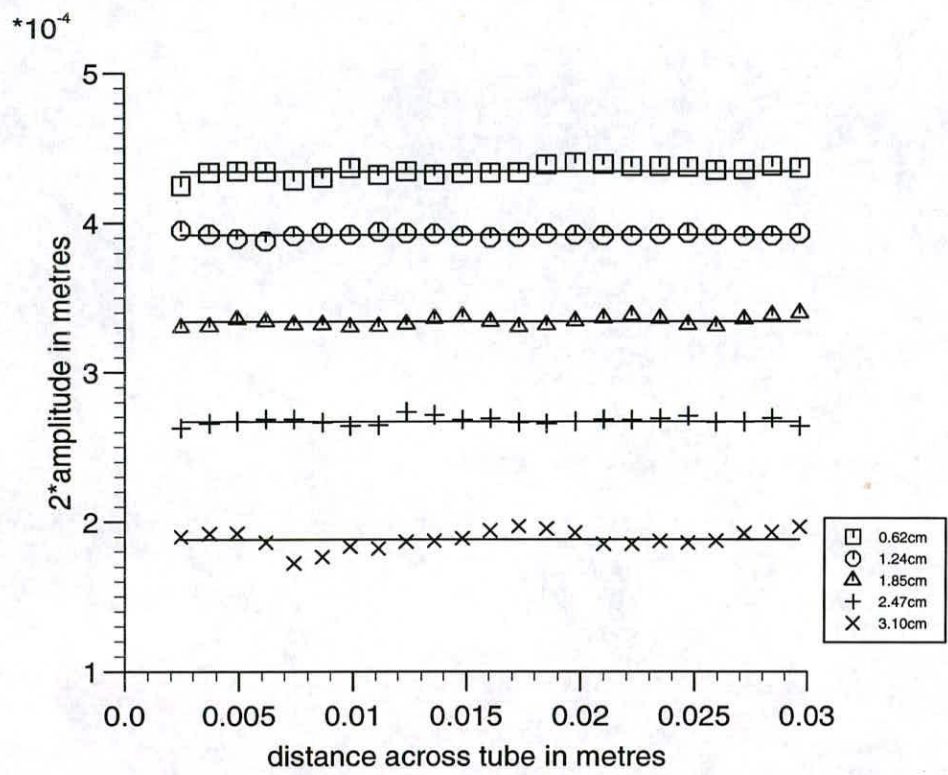 *10-4
5
4
3
2
1
2*amplitude in metres
0.0 0.005 0.01 0.015 0.02 0.025 0.03
distance across tube in metres
0.62cm
1.24cm
1.85cm
2.47cm
3.10cm